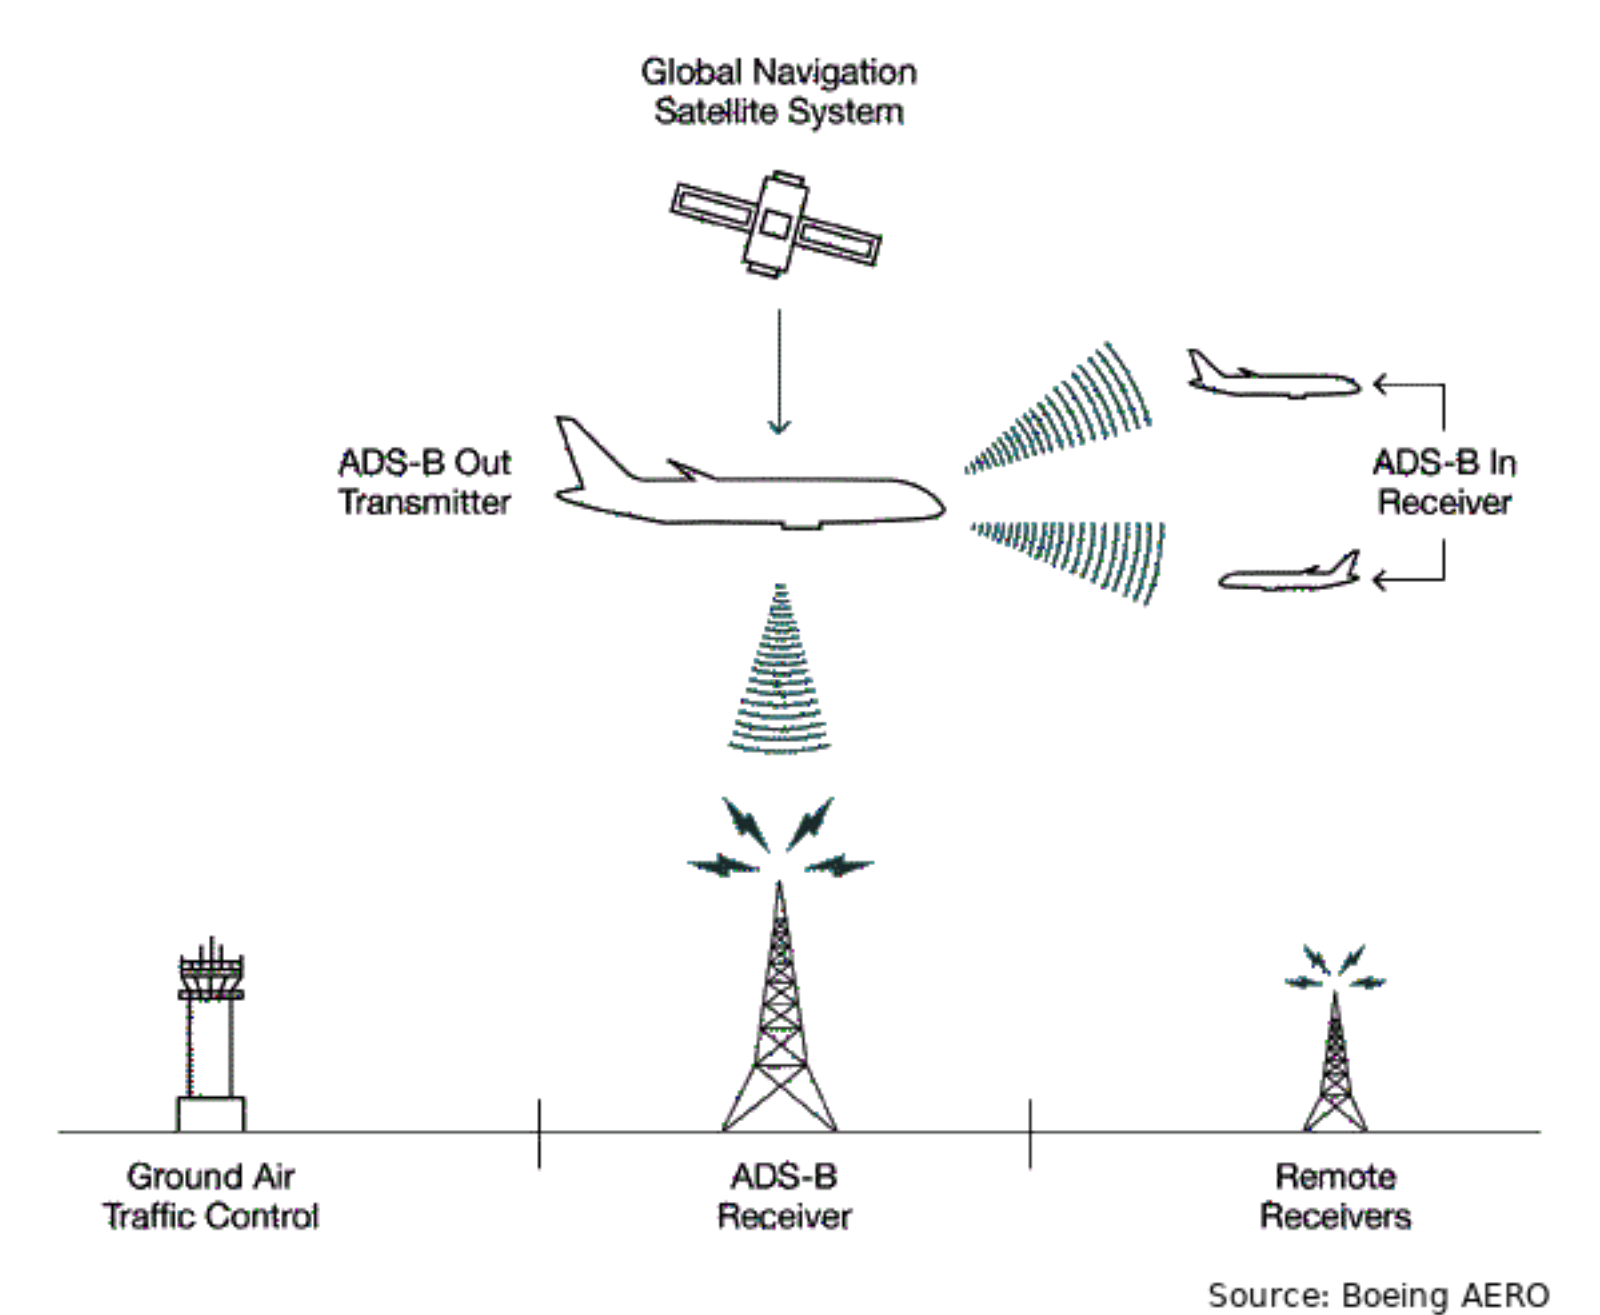 Global Navigation
Satellite System
ADS-B Out
Transmitter
ADS-B In
Receiver
Ground Air
Traffic Control
ADS-B
Receiver
Remote
Receivers
Source: Boeing AERO